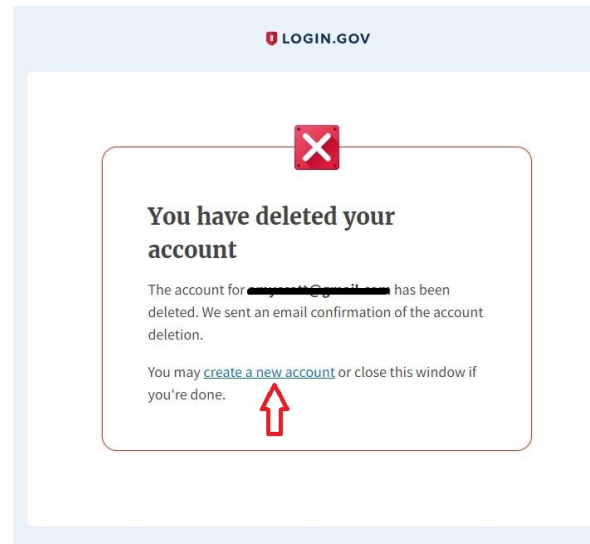 LOGIN.GOV
You have deleted your
account
The account for has been
deleted. We sent an email confirmation of the account
deletion.
You may create a new account or close this window if
you're done.